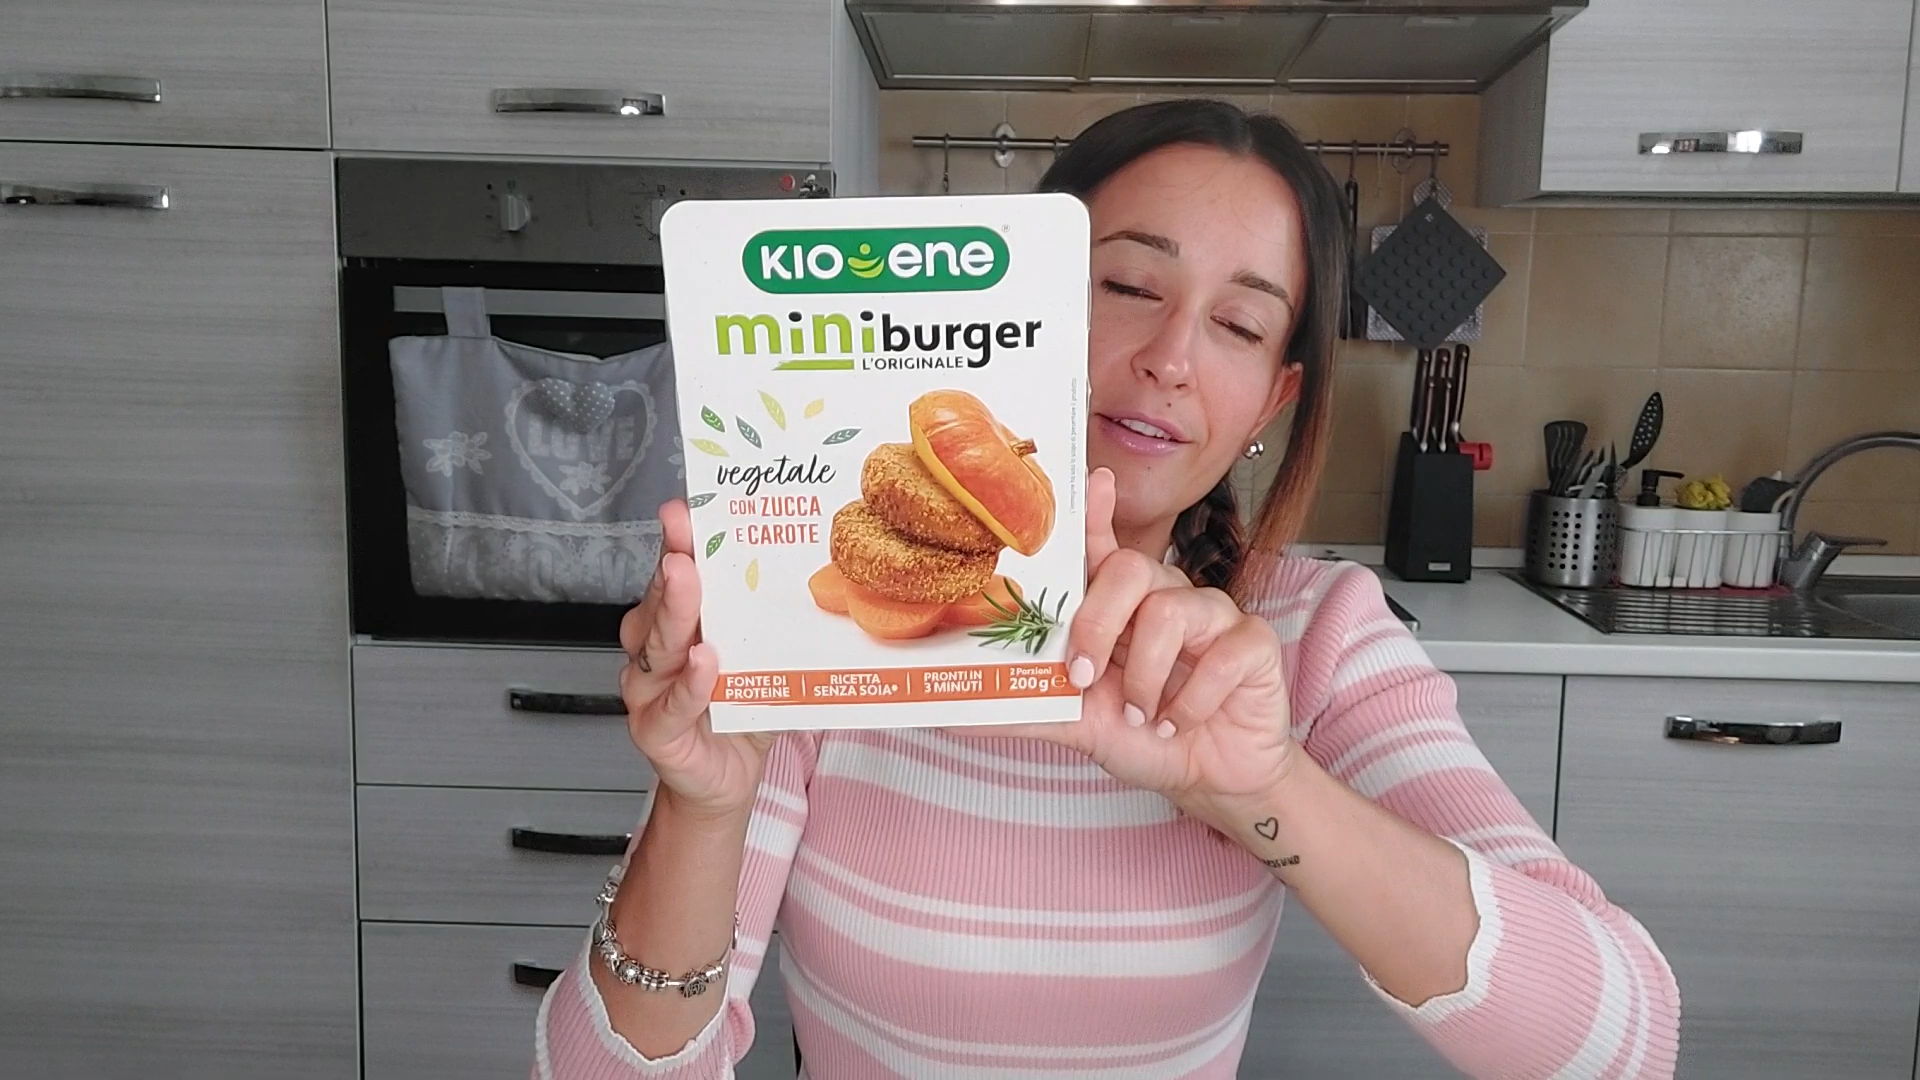 KIOENE
®
miniburger
L'ORIGINALE
vegetale
CON ZUCCA
E CAROTE
FONTE DI
PROTEINE
RICETTA
SENZA SOIA*
PRONTI IN
3 MINUTI
2 Porzioni
200g ℮
LOVE